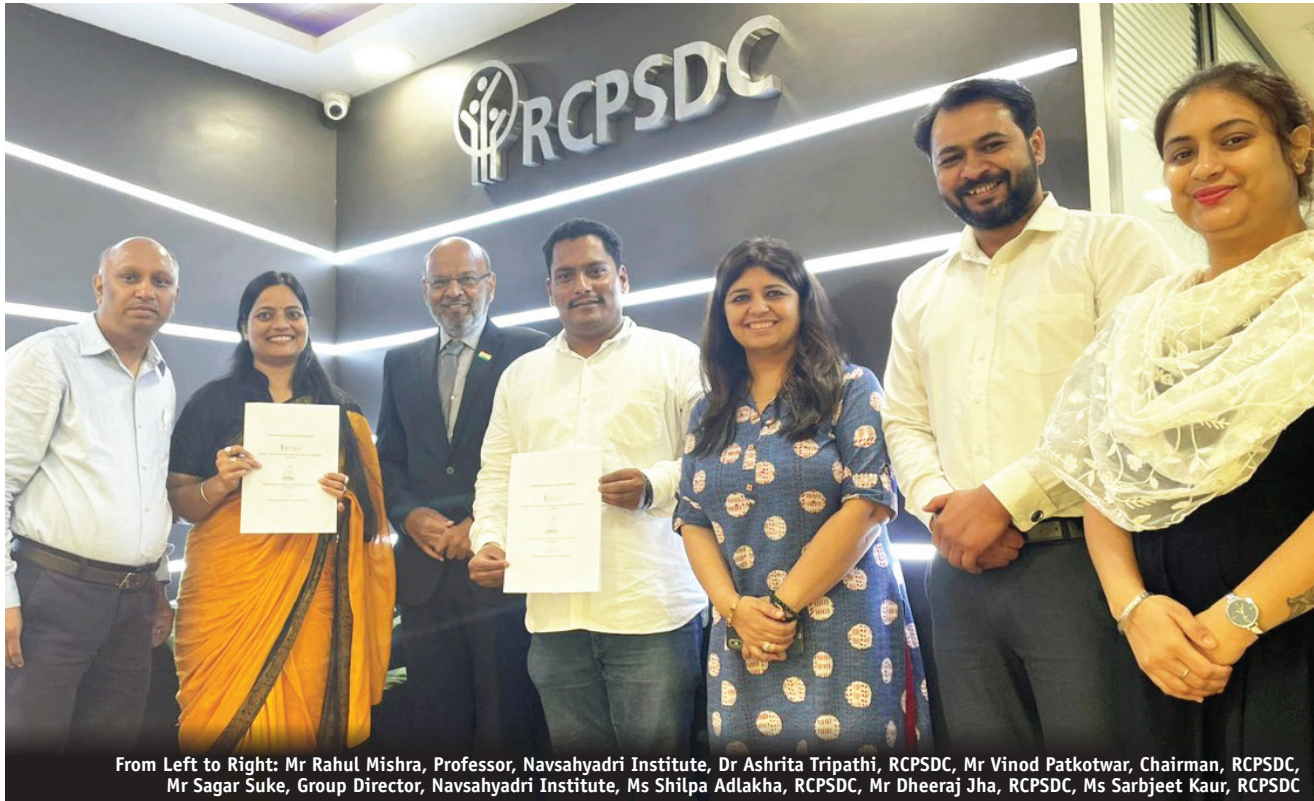 RCPSDC
From Left to Right: Mr Rahul Mishra, Professor, Navsahyadri Institute, Dr Ashrita Tripathi, RCPSDC, Mr Vinod Patkotwar, Chairman, RCPSDC,
Mr Sagar Suke, Group Director, Navsahyadri Institute, Ms Shilpa Adlakha, RCPSDC, Mr Dheeraj Jha, RCPSDC, Ms Sarbjeet Kaur, RCPSDC